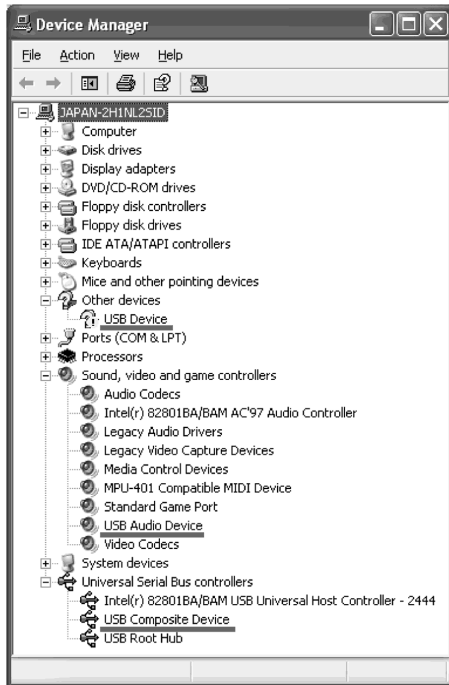 Device Manager
File Action View Help
JAPAN-2H1NL2SID
Computer
Disk drives
Display adapters
DVD/CD-ROM drives
Floppy disk controllers
Floppy disk drives
IDE ATA/ATAPI controllers
Keyboards
Mice and other pointing devices
Other devices
USB Device
Ports (COM & LPT)
Processors
Sound, video and game controllers
Audio Codecs
Intel(r) 82801BA/BAM AC'97 Audio Controller
Legacy Audio Drivers
Legacy Video Capture Devices
Media Control Devices
MPU-401 Compatible MIDI Device
Standard Game Port
USB Audio Device
Video Codecs
System devices
Universal Serial Bus controllers
Intel(r) 82801BA/BAM USB Universal Host Controller - 2444
USB Composite Device
USB Root Hub